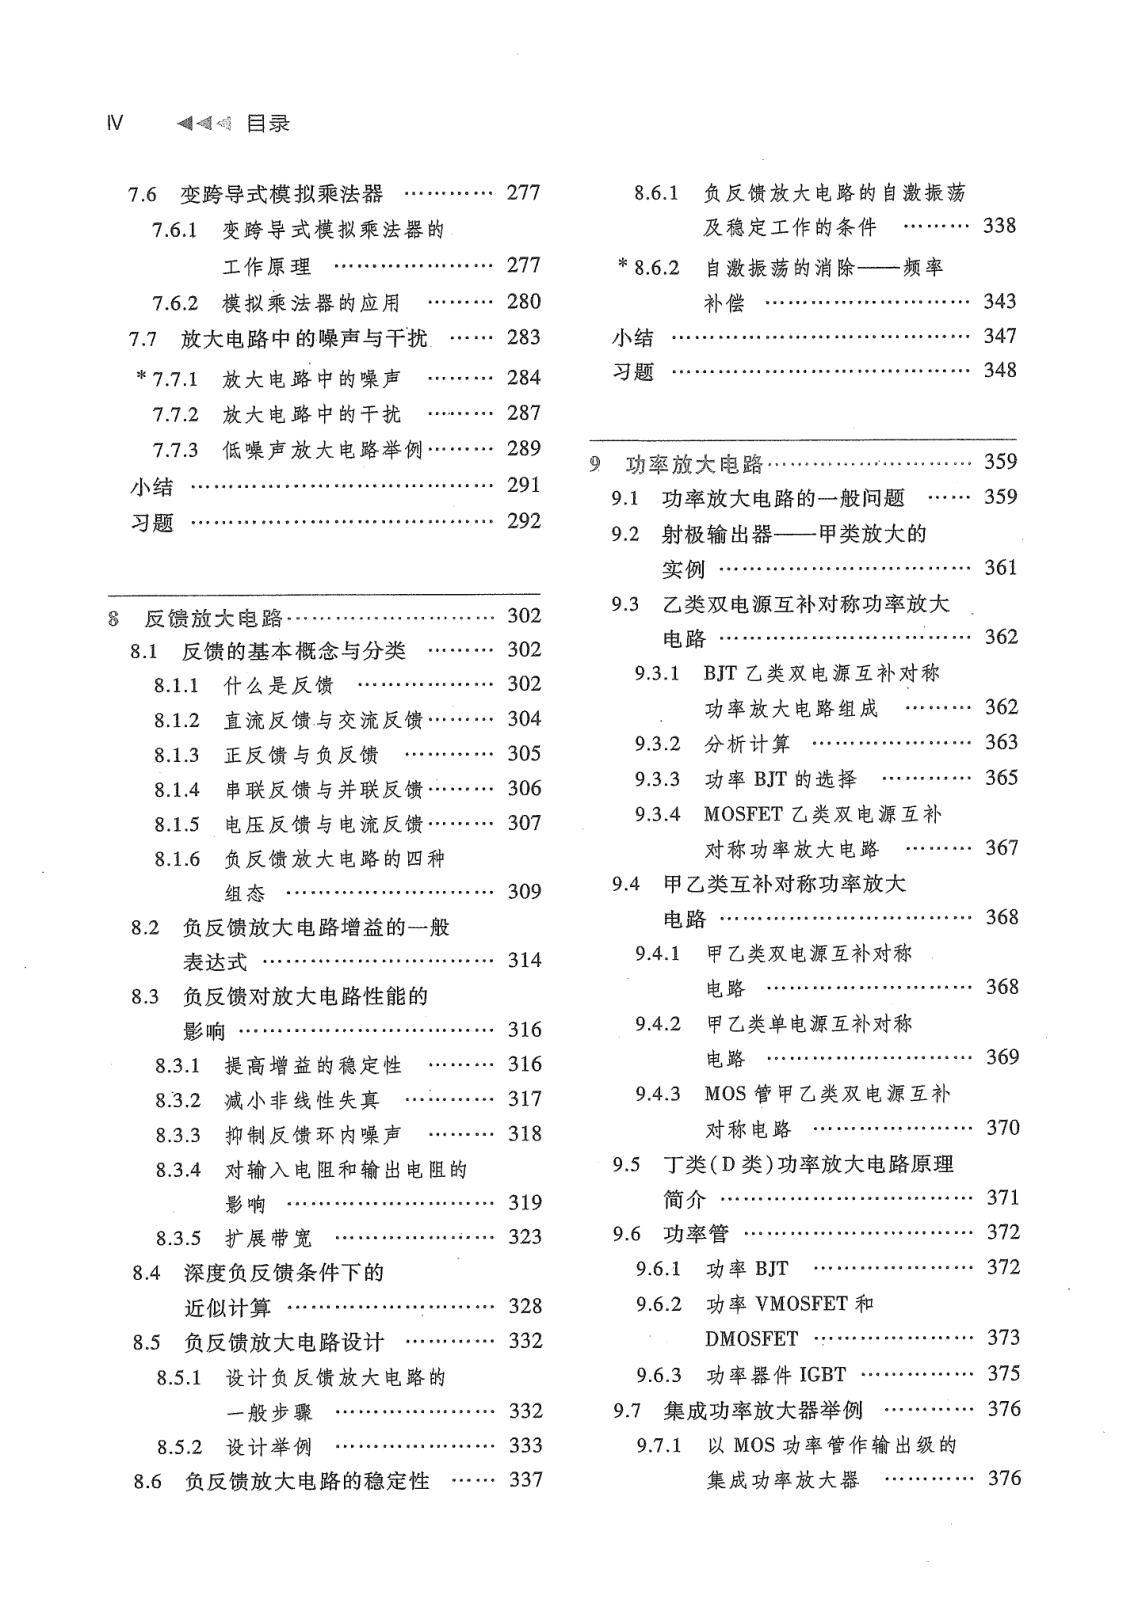 IV 目录
7.6 变跨导式模拟乘法器 ………… 277
7.6.1 变跨导式模拟乘法器的
工作原理 ………………… 277
7.6.2 模拟乘法器的应用 ……… 280
7.7 放大电路中的噪声与干扰 …… 283
*7.7.1 放大电路中的噪声 ……… 284
7.7.2 放大电路中的干扰 ……… 287
7.7.3 低噪声放大电路举例……… 289
小结 ………………………………… 291
习题 ………………………………… 292
8 反馈放大电路……………………… 302
8.1 反馈的基本概念与分类 ……… 302
8.1.1 什么是反馈 ……………… 302
8.1.2 直流反馈与交流反馈……… 304
8.1.3 正反馈与负反馈 ………… 305
8.1.4 串联反馈与并联反馈……… 306
8.1.5 电压反馈与电流反馈……… 307
8.1.6 负反馈放大电路的四种
组态 ……………………… 309
8.2 负反馈放大电路增益的一般
表达式 ………………………… 314
8.3 负反馈对放大电路性能的
影响 …………………………… 316
8.3.1 提高增益的稳定性 ……… 316
8.3.2 减小非线性失真 ………… 317
8.3.3 抑制反馈环内噪声 ……… 318
8.3.4 对输入电阻和输出电阻的
影响 ……………………… 319
8.3.5 扩展带宽 ………………… 323
8.4 深度负反馈条件下的
近似计算 ……………………… 328
8.5 负反馈放大电路设计 ………… 332
8.5.1 设计负反馈放大电路的
一般步骤 ………………… 332
8.5.2 设计举例 ………………… 333
8.6 负反馈放大电路的稳定性 …… 337
8.6.1 负反馈放大电路的自激振荡
及稳定工作的条件 ……… 338
*8.6.2 自激振荡的消除——频率
补偿 ……………………… 343
小结 ………………………………… 347
习题 ………………………………… 348
9 功率放大电路……………………… 359
9.1 功率放大电路的一般问题 …… 359
9.2 射极输出器——甲类放大的
实例 …………………………… 361
9.3 乙类双电源互补对称功率放大
电路 …………………………… 362
9.3.1 BJT乙类双电源互补对称
功率放大电路组成 ……… 362
9.3.2 分析计算 ………………… 363
9.3.3 功率BJT的选择 ………… 365
9.3.4 MOSFET乙类双电源互补
对称功率放大电路 ……… 367
9.4 甲乙类互补对称功率放大
电路 …………………………… 368
9.4.1 甲乙类双电源互补对称
电路 ……………………… 368
9.4.2 甲乙类单电源互补对称
电路 ……………………… 369
9.4.3 MOS管甲乙类双电源互补
对称电路 ………………… 370
9.5 丁类(D类)功率放大电路原理
简介 …………………………… 371
9.6 功率管 ………………………… 372
9.6.1 功率BJT ………………… 372
9.6.2 功率VMOSFET和
DMOSFET ………………… 373
9.6.3 功率器件IGBT …………… 375
9.7 集成功率放大器举例 ………… 376
9.7.1 以MOS功率管作输出级的
集成功率放大器 ………… 376